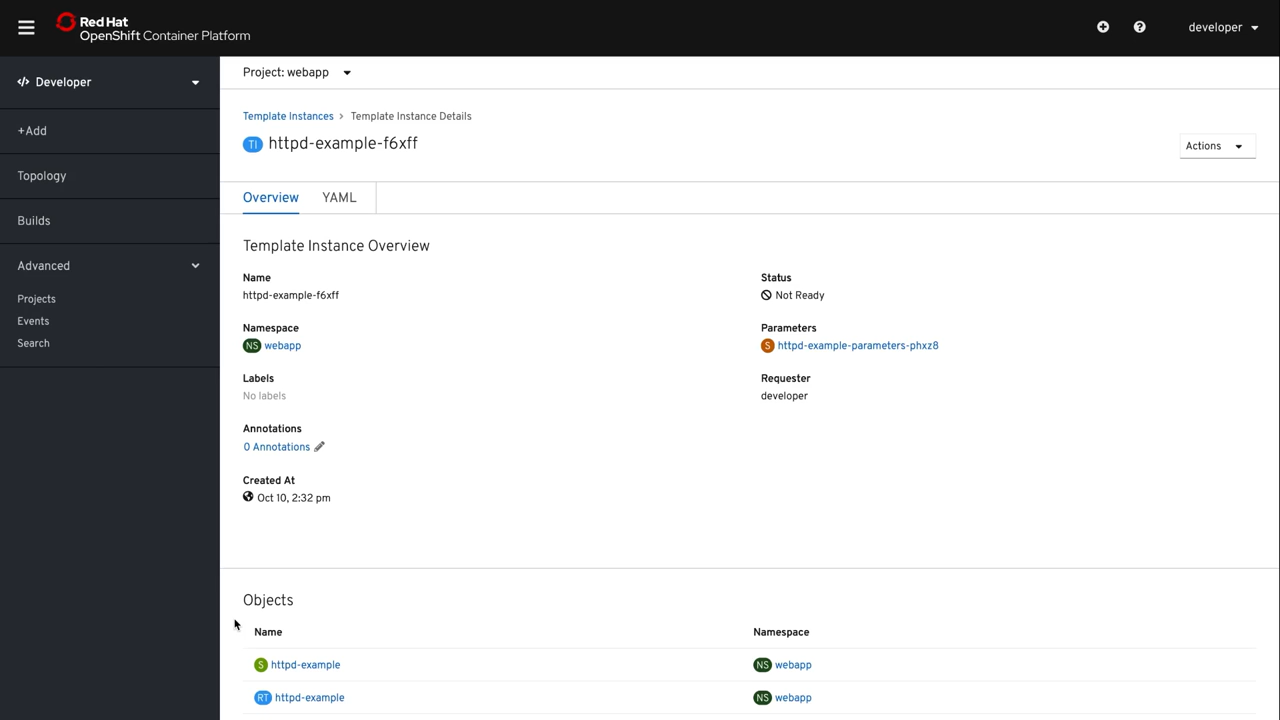 Red Hat
OpenShift Container Platform
developer
Developer
+Add
Topology
Builds
Advanced
Projects
Events
Search
Project: webapp
Template Instances > Template Instance Details
TI httpd-example-f6xff
Actions
Overview YAML
Template Instance Overview
Name
httpd-example-f6xff
Namespace
NS webapp
Labels
No labels
Annotations
0 Annotations
Created At
Oct 10, 2:32 pm
Status
Not Ready
Parameters
S httpd-example-parameters-phxz8
Requester
developer
Objects
Name Namespace
S httpd-example NS webapp
RT httpd-example NS webapp